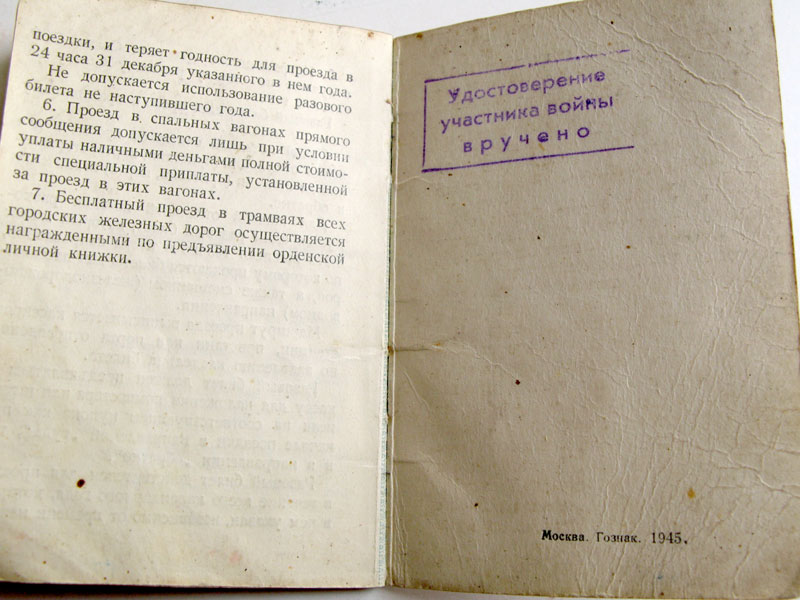 поездки, и теряет годность для проезда в
24 часа 31 декабря указанного в нем года.
Не допускается использование разового
билета не наступившего года.
6. Проезд в спальных вагонах прямого
сообщения допускается лишь при условии
уплаты наличными деньгами полной стоимо-
сти специальной приплаты, установленной
за проезд в этих вагонах.
7. Бесплатный проезд в трамваях всех
городских железных дорог осуществляется
награжденными по предъявлении орденской
личной книжки.
Удостоверение
участника войны
вручено
Москва. Гознак. 1945.